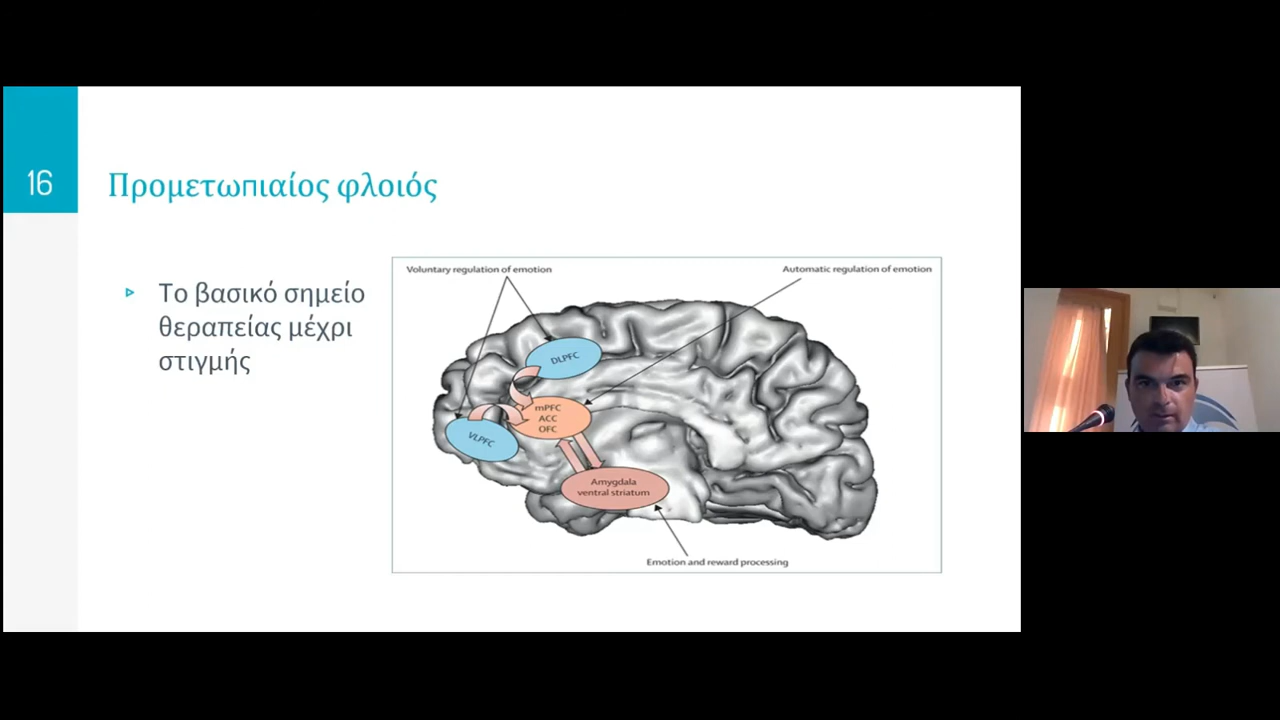 16
Προμετωπιαίος φλοιός
Το βασικό σημείο
θεραπείας μέχρι
στιγμής
Voluntary regulation of emotion
Automatic regulation of emotion
DLPFC
mPFC
ACC
OFC
VLPFC
Amygdala
ventral striatum
Emotion and reward processing